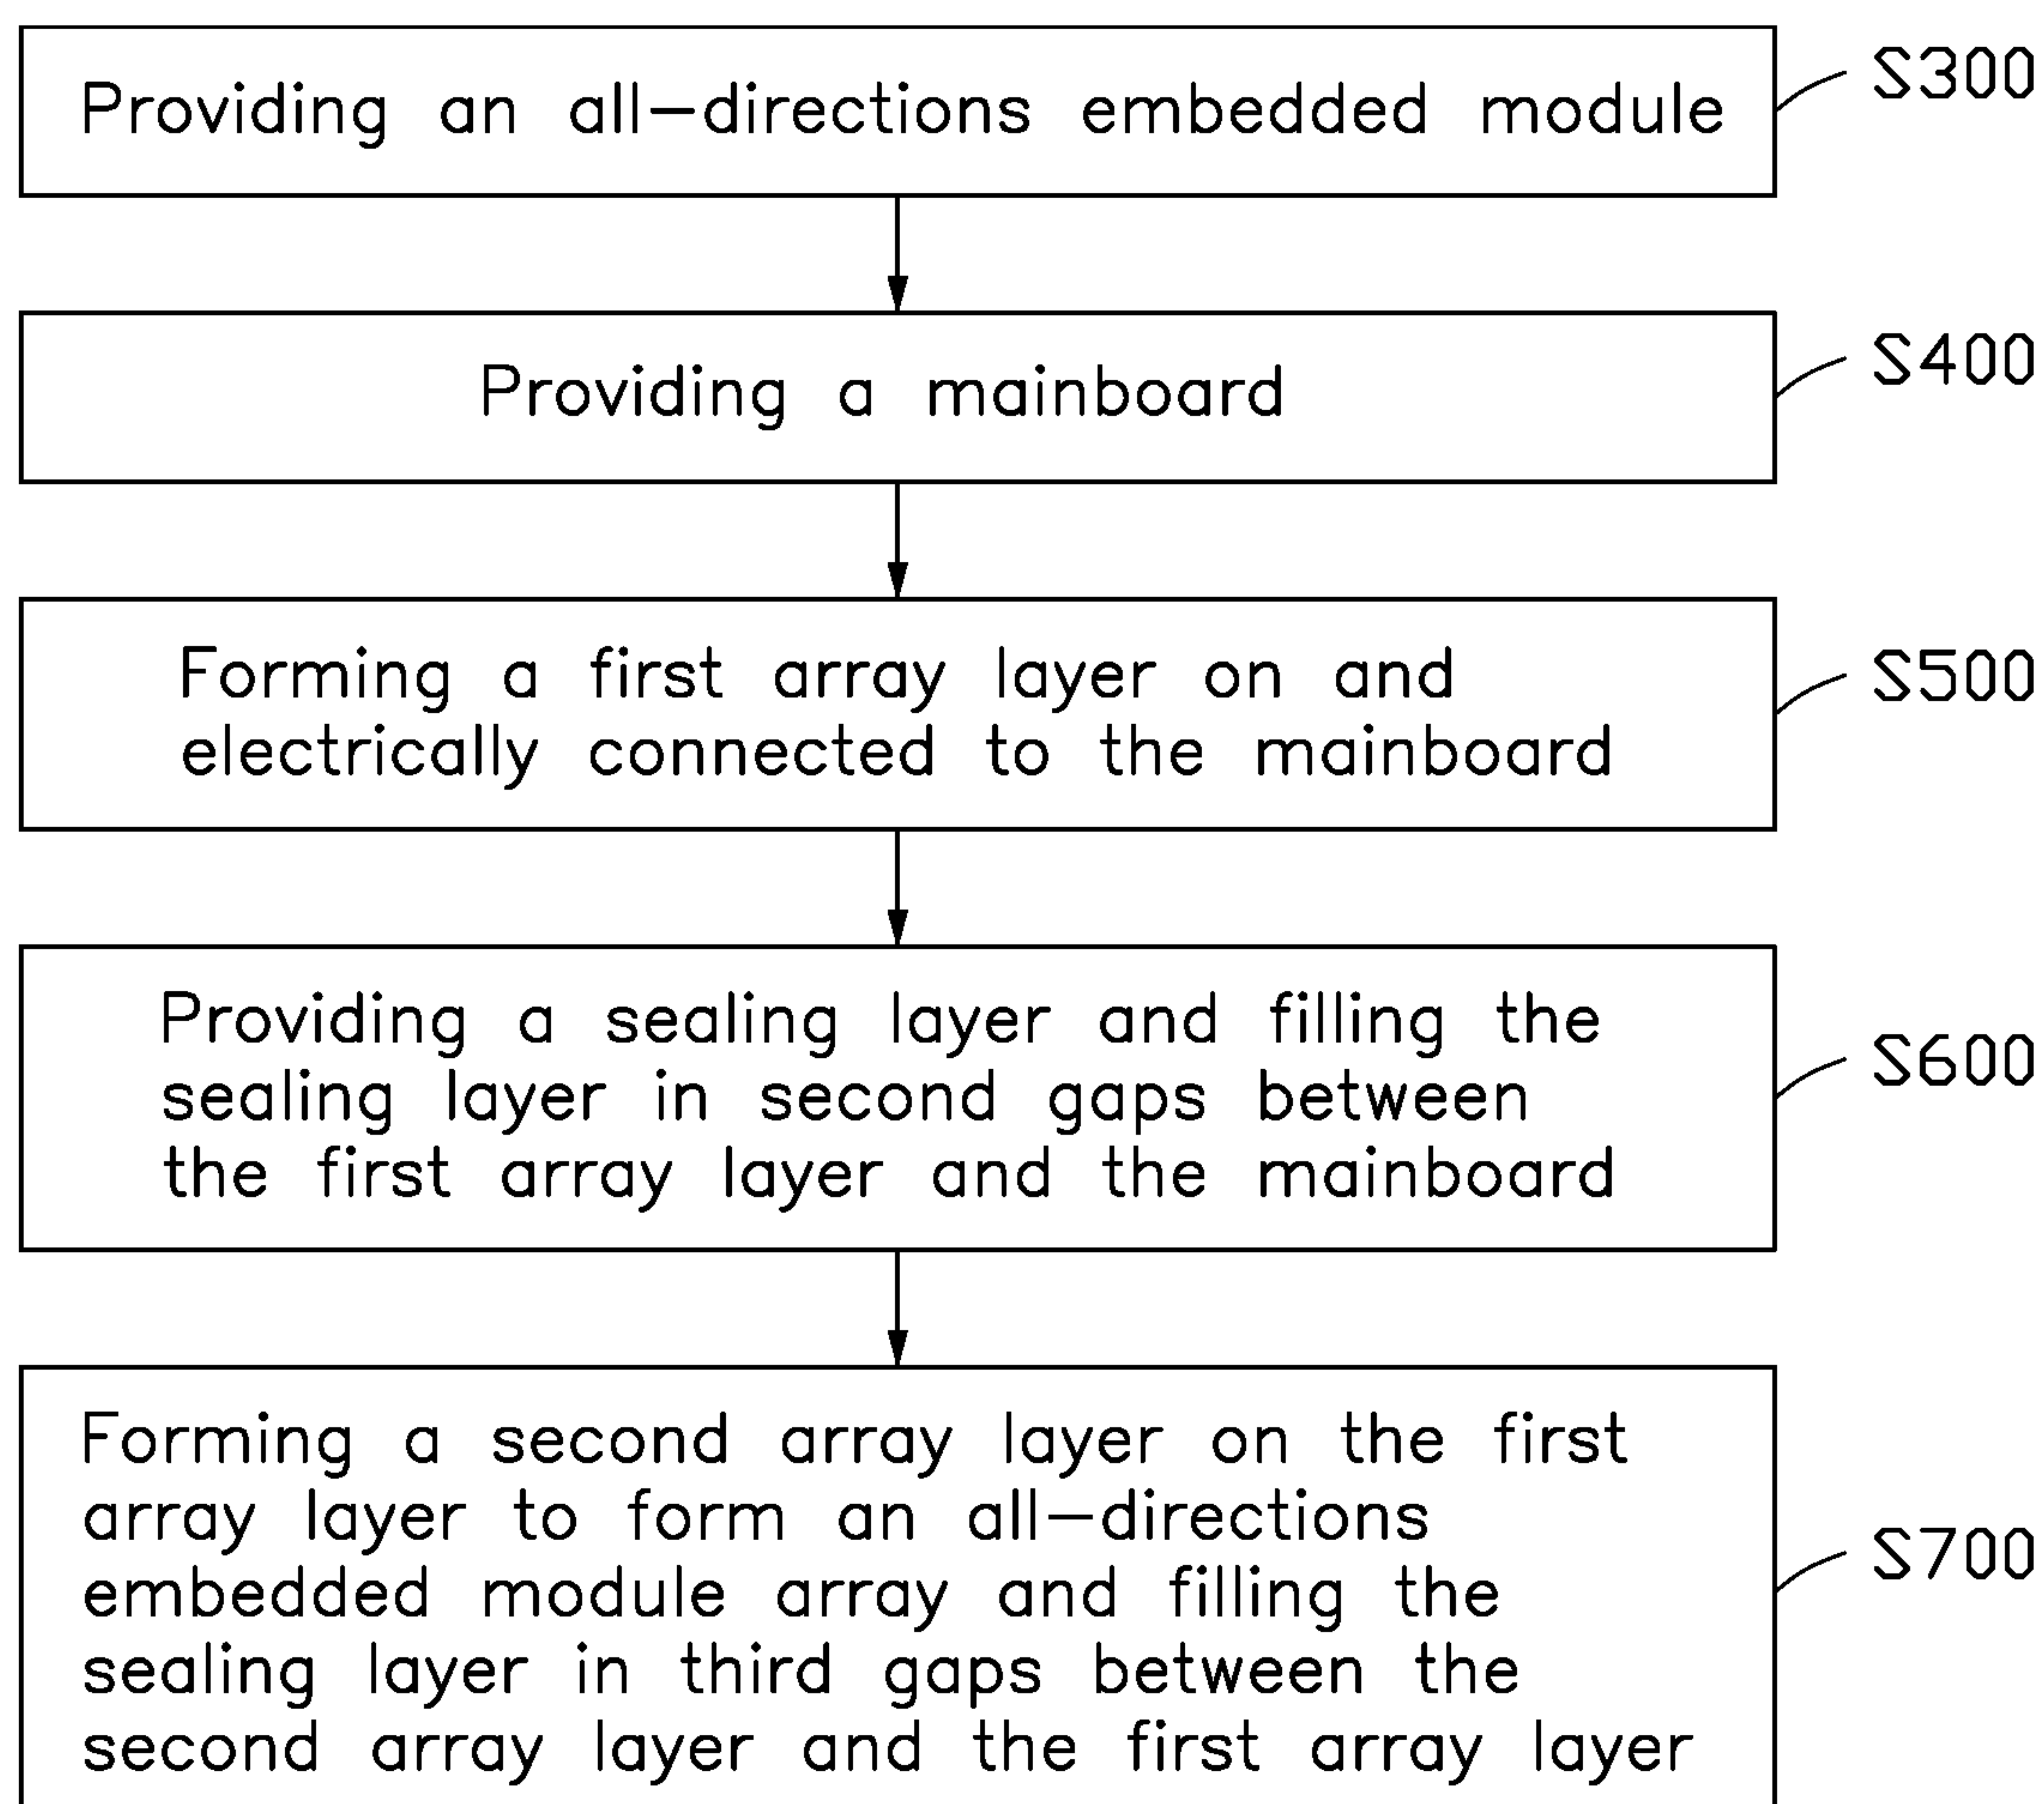 Providing an all-directions embedded module
S300
Providing a mainboard
S400
Forming a first array layer on and
electrically connected to the mainboard
S500
Providing a sealing layer and filling the
sealing layer in second gaps between
the first array layer and the mainboard
S600
Forming a second array layer on the first
array layer to form an all-directions
embedded module array and filling the
sealing layer in third gaps between the
second array layer and the first array layer
S700